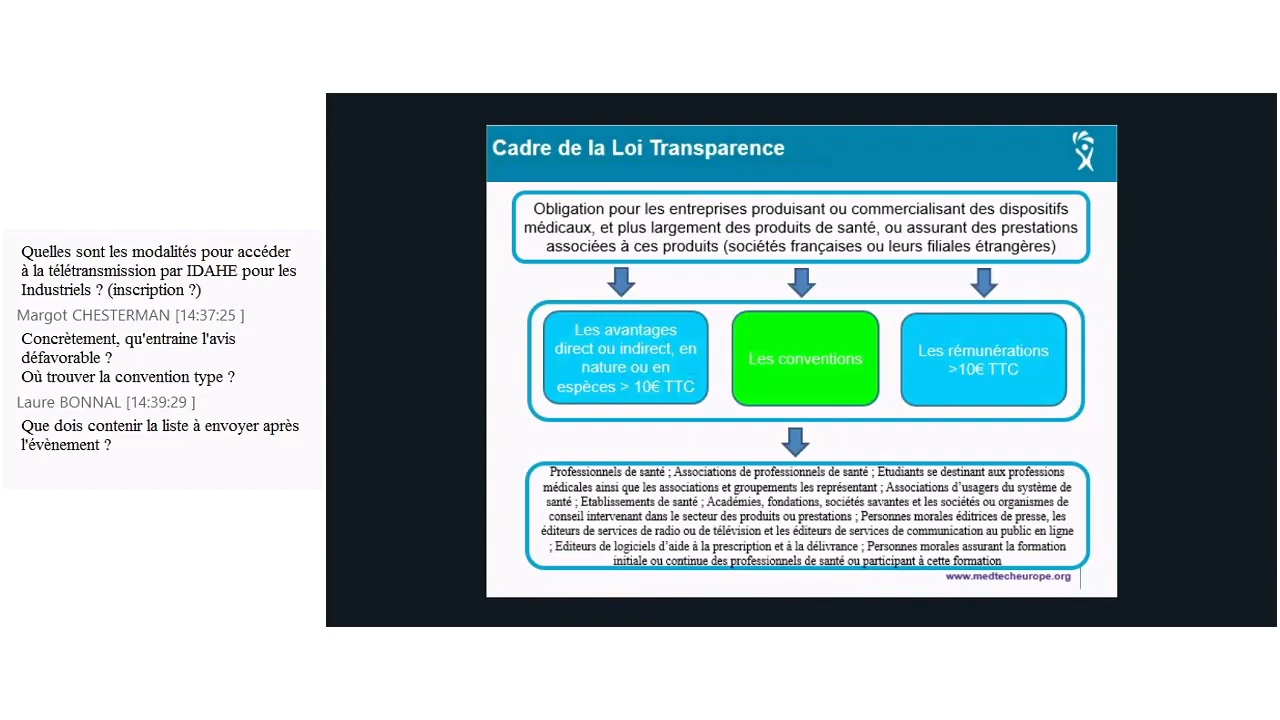 Quelles sont les modalités pour accéder
à la télétransmission par IDAHE pour les
Industriels ? (inscription ?)
Margot CHESTERMAN [14:37:25 ]
Concrètement, qu'entraine l'avis
défavorable ?
Où trouver la convention type ?
Laure BONNAL [14:39:29 ]
Que dois contenir la liste à envoyer après
l'évènement ?
Cadre de la Loi Transparence
Obligation pour les entreprises produisant ou commercialisant des dispositifs
médicaux, et plus largement des produits de santé, ou assurant des prestations
associées à ces produits (sociétés françaises ou leurs filiales étrangères)
Les avantages
direct ou indirect, en
nature ou en
espèces > 10€ TTC
Les conventions
Les rémunérations
>10€ TTC
Professionnels de santé ; Associations de professionnels de santé ; Etudiants se destinant aux professions
médicales ainsi que les associations et groupements les représentant ; Associations d'usagers du système de
santé ; Etablissements de santé ; Académies, fondations, sociétés savantes et les sociétés ou organismes de
conseil intervenant dans le secteur des produits ou prestations ; Personnes morales éditrices de presse, les
éditeurs de services de radio ou de télévision et les éditeurs de services de communication au public en ligne
; Editeurs de logiciels d'aide à la prescription et à la délivrance ; Personnes morales assurant la formation
initiale ou continue des professionnels de santé ou participant à cette formation
www.medtecheurope.org